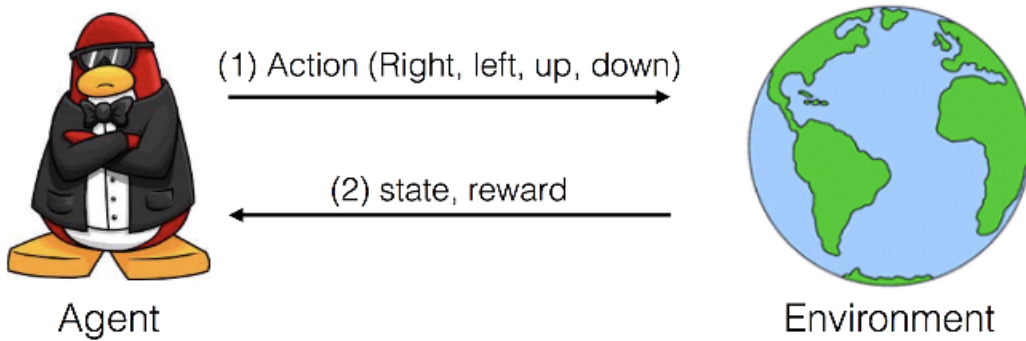 (1) Action (Right, left, up, down)
(2) state, reward
Agent
Environment